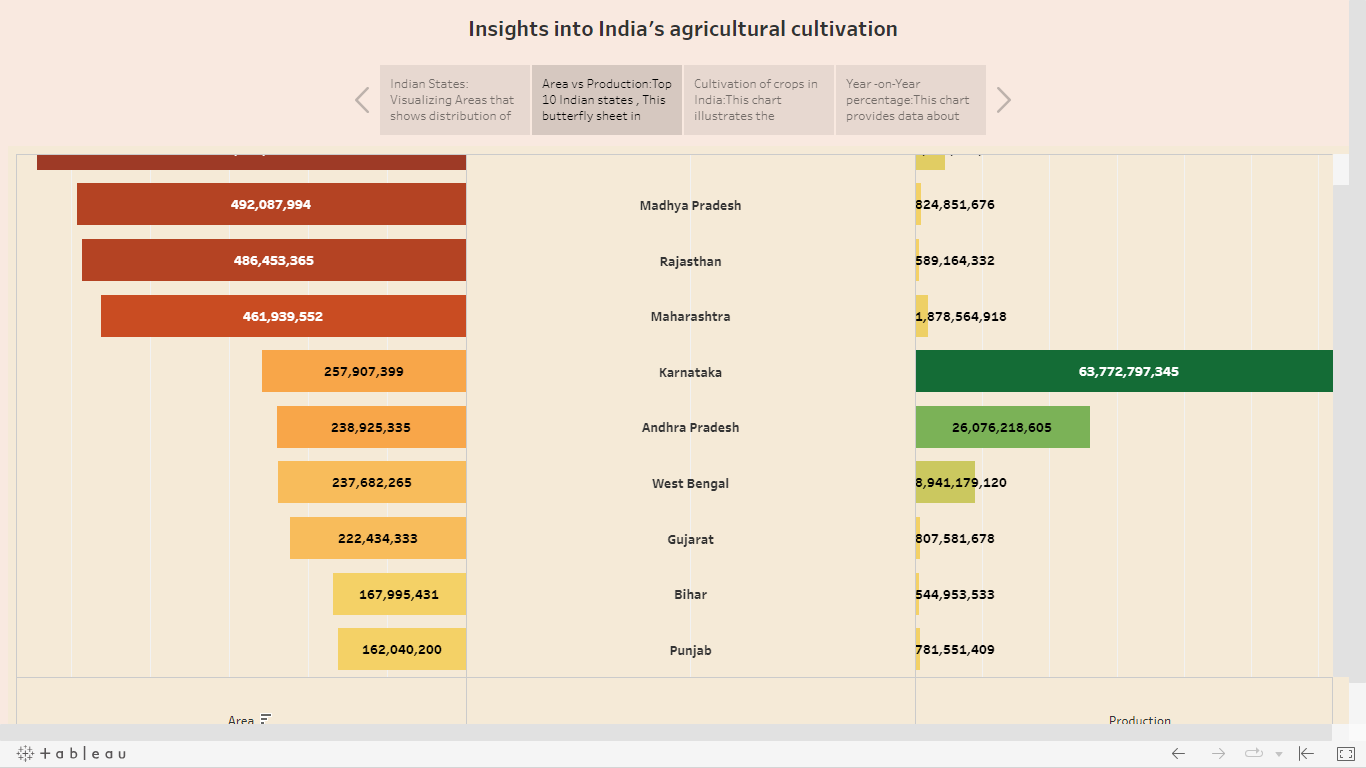 Insights into India’s agricultural cultivation
Indian States:
Visualizing Areas that
shows distribution of
Area vs Production:Top
10 Indian states , This
butterfly sheet in
Cultivation of crops in
India:This chart
illustrates the
Year -on-Year
percentage:This chart
provides data about
492,087,994 Madhya Pradesh 824,851,676
486,453,365 Rajasthan 589,164,332
461,939,552 Maharashtra 1,878,564,918
257,907,399 Karnataka 63,772,797,345
238,925,335 Andhra Pradesh 26,076,218,605
237,682,265 West Bengal 8,941,179,120
222,434,333 Gujarat 807,581,678
167,995,431 Bihar 544,953,533
162,040,200 Punjab 781,551,409
Area Production
+ableau